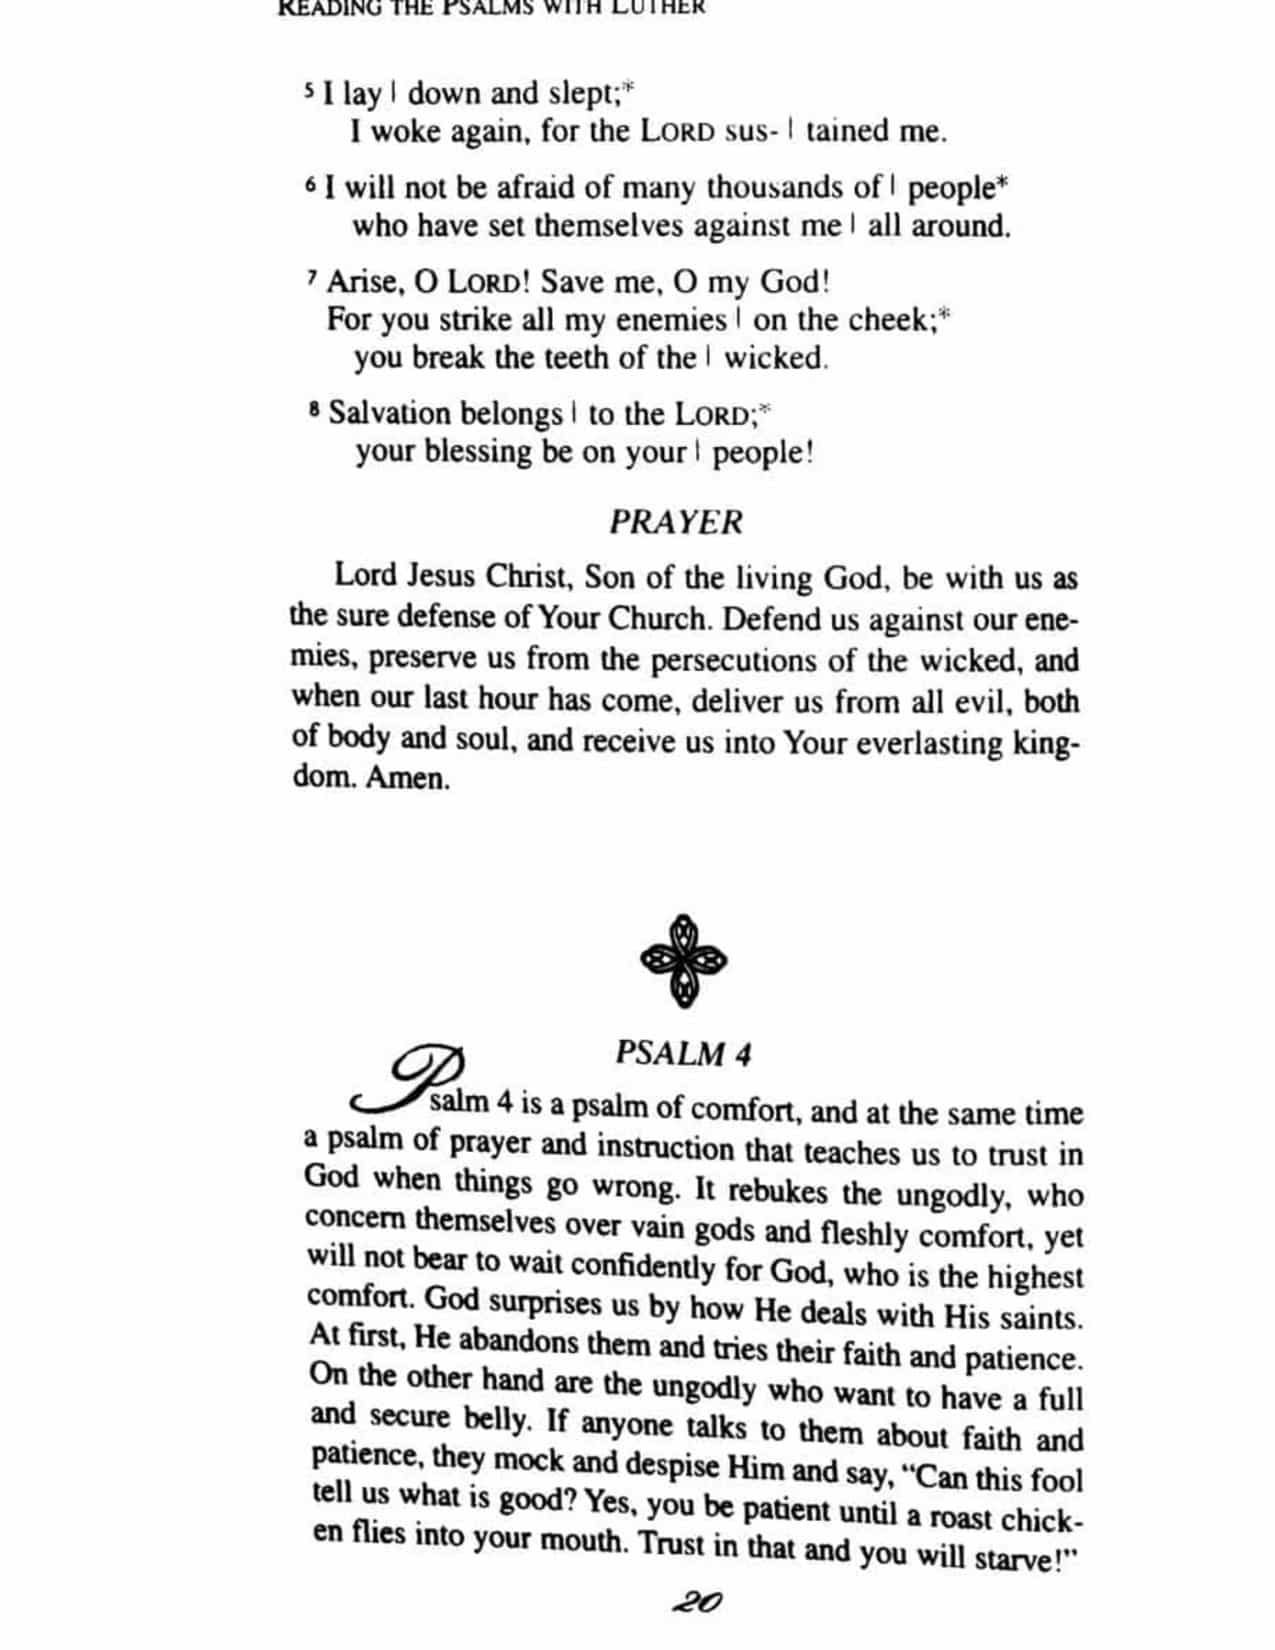 READING THE PSALMS WITH LUTHER
5 I lay | down and slept;*
I woke again, for the LORD sus- | tained me.
6 I will not be afraid of many thousands of | people*
who have set themselves against me | all around.
7 Arise, O LORD! Save me, O my God!
For you strike all my enemies | on the cheek;*
you break the teeth of the | wicked.
8 Salvation belongs | to the LORD;*
your blessing be on your | people!
PRAYER
Lord Jesus Christ, Son of the living God, be with us as
the sure defense of Your Church. Defend us against our ene-
mies, preserve us from the persecutions of the wicked, and
when our last hour has come, deliver us from all evil, both
of body and soul, and receive us into Your everlasting king-
dom. Amen.
PSALM 4
Psalm 4 is a psalm of comfort, and at the same time
a psalm of prayer and instruction that teaches us to trust in
God when things go wrong. It rebukes the ungodly, who
concern themselves over vain gods and fleshly comfort, yet
will not bear to wait confidently for God, who is the highest
comfort. God surprises us by how He deals with His saints.
At first, He abandons them and tries their faith and patience.
On the other hand are the ungodly who want to have a full
and secure belly. If anyone talks to them about faith and
patience, they mock and despise Him and say, “Can this fool
tell us what is good? Yes, you be patient until a roast chick-
en flies into your mouth. Trust in that and you will starve!”
20